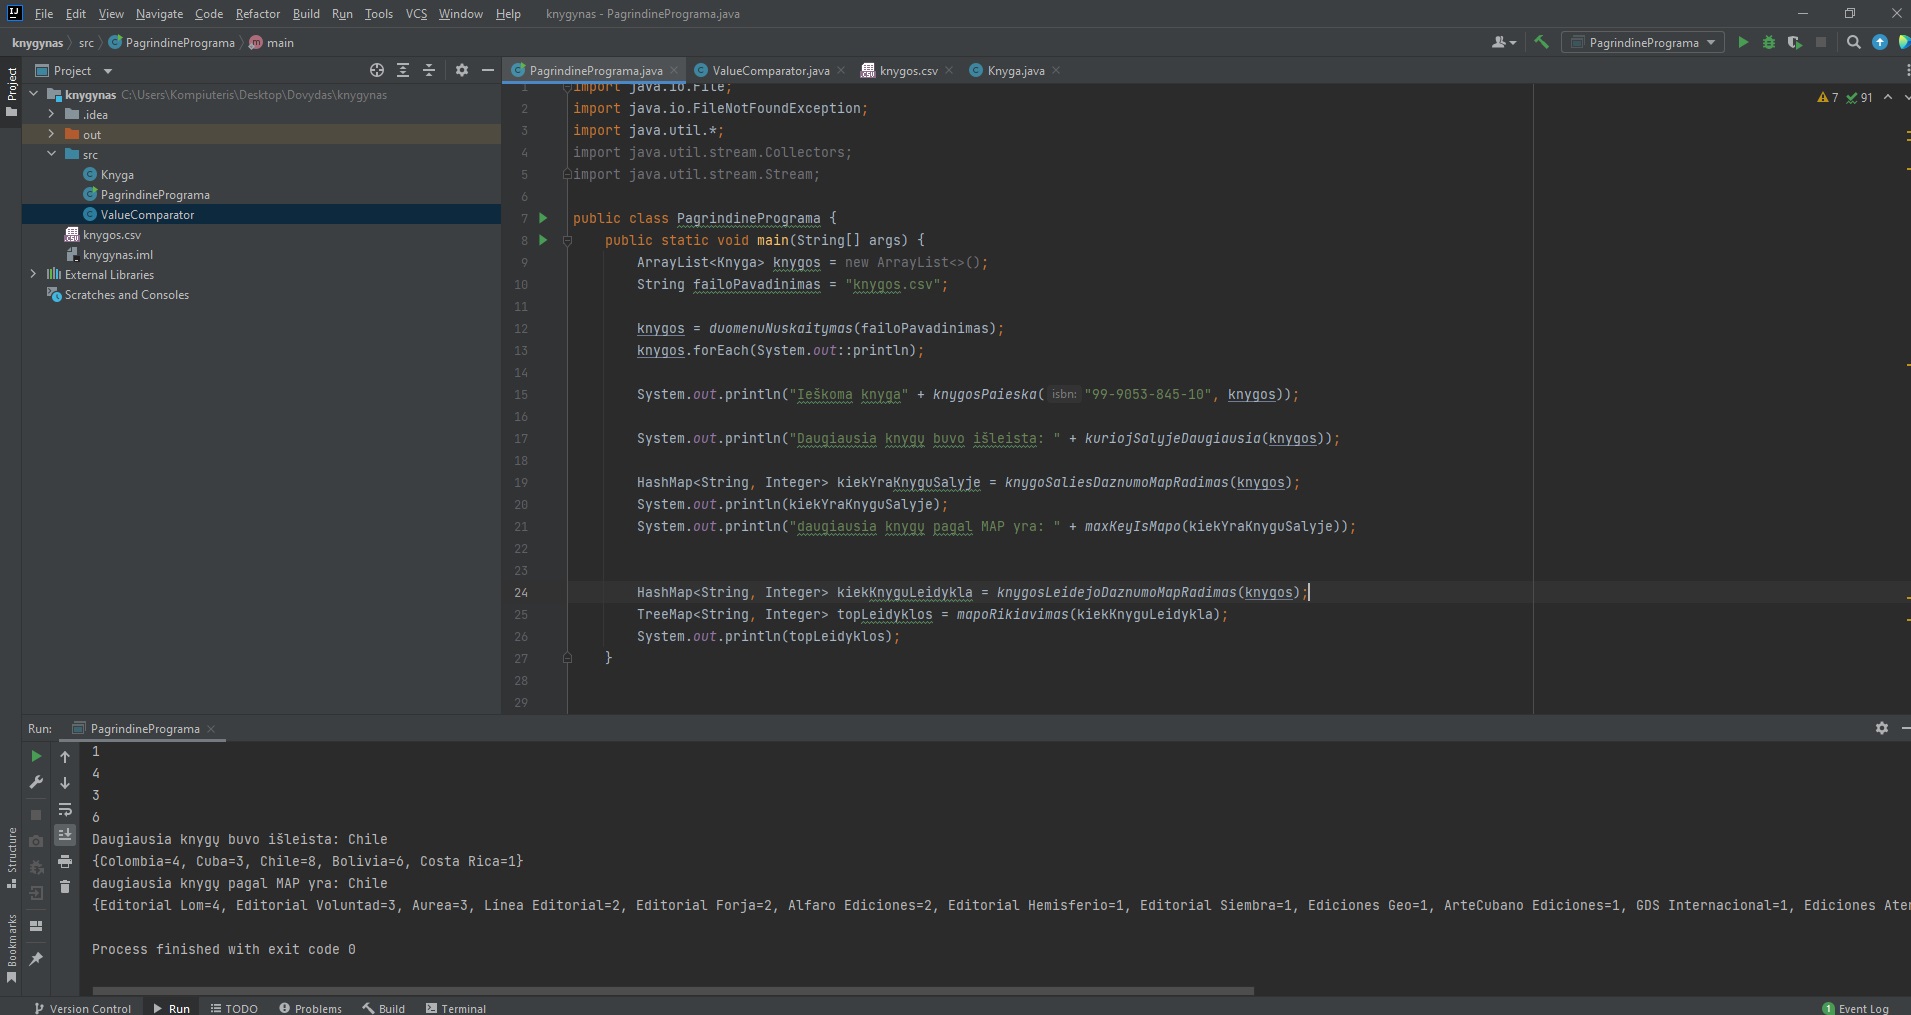 File Edit View Navigate Code Refactor Build Run Tools VCS Window Help knygynas - PagrindinePrograma.java
knygynas src PagrindinePrograma main PagrindinePrograma
Project PagrindinePrograma.java ValueComparator.java knygos.csv Knyga.java
Project
knygynas C:\Users\Kompiuteris\Desktop\Dovydas\knygynas
.idea
out
src
Knyga
PagrindinePrograma
ValueComparator
knygos.csv
knygynas.iml
External Libraries
Scratches and Consoles
7 91
1 import java.io.File;
2 import java.io.FileNotFoundException;
3 import java.util.*;
4 import java.util.stream.Collectors;
5 import java.util.stream.Stream;
6
7 public class PagrindinePrograma {
8 public static void main(String[] args) {
9 ArrayList<Knyga> knygos = new ArrayList<>();
10 String failoPavadinimas = "knygos.csv";
11
12 knygos = duomenuNuskaitymas(failoPavadinimas);
13 knygos.forEach(System.out::println);
14
15 System.out.println("Ieškoma knyga" + knygosPaieska( isbn: "99-9053-845-10", knygos));
16
17 System.out.println("Daugiausia knygų buvo išleista: " + kuriojSalyjeDaugiausia(knygos));
18
19 HashMap<String, Integer> kiekYraKnyguSalyje = knygoSaliesDaznumoMapRadimas(knygos);
20 System.out.println(kiekYraKnyguSalyje);
21 System.out.println("daugiausia knygų pagal MAP yra: " + maxKeyIsMapo(kiekYraKnyguSalyje));
22
23
24 HashMap<String, Integer> kiekKnyguLeidykla = knygosLeidejoDaznumoMapRadimas(knygos);
25 TreeMap<String, Integer> topLeidyklos = mapoRikiavimas(kiekKnyguLeidykla);
26 System.out.println(topLeidyklos);
27 }
28
29
Run: PagrindinePrograma
1
4
3
6
Daugiausia knygų buvo išleista: Chile
{Colombia=4, Cuba=3, Chile=8, Bolivia=6, Costa Rica=1}
daugiausia knygų pagal MAP yra: Chile
{Editorial Lom=4, Editorial Voluntad=3, Aurea=3, Linea Editorial=2, Editorial Forja=2, Alfaro Ediciones=2, Editorial Hemisferio=1, Editorial Siembra=1, Ediciones Geo=1, ArteCubano Ediciones=1, GDS Internacional=1, Ediciones Ate
Process finished with exit code 0
Structure
Bookmarks
Version Control Run TODO Problems Build Terminal 1 Event Log